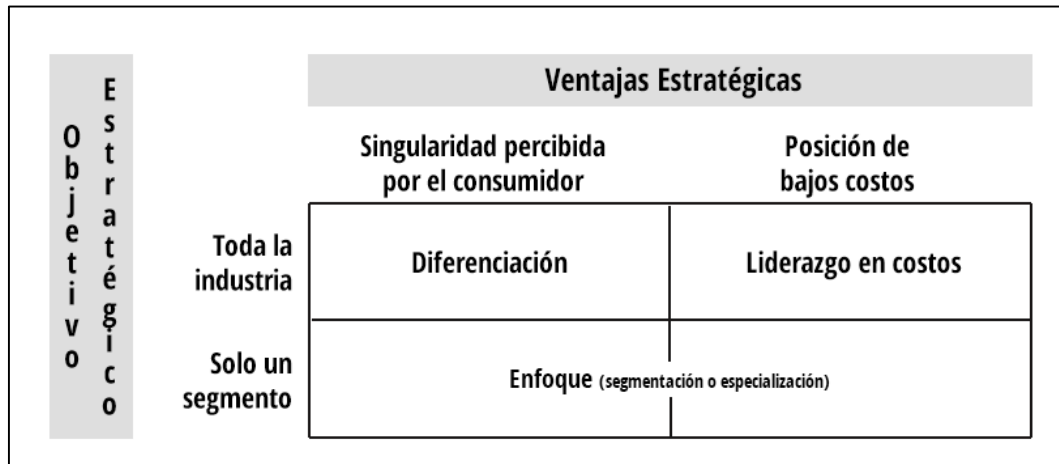 Objetivo
Estratégico
Ventajas Estratégicas
Singularidad percibida
por el consumidor
Posición de
bajos costos
Toda la
industria
Diferenciación
Liderazgo en costos
Solo un
segmento
Enfoque (segmentación o especialización)